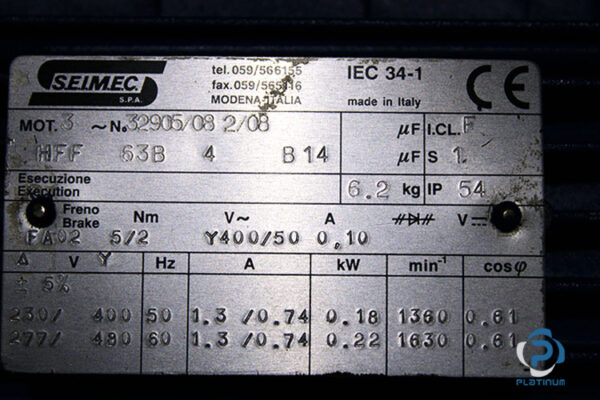 SEIMEC.
S.P.A.
tel. 059/566155
fax. 059/565116
MODENA-ITALIA
IEC 34-1
made in Italy
CE
MOT. 3 ~ N° 32905/08 2/08 µF I.CL. F
HFF 63B 4 B14 µF S 1
Esecuzione
Execution
6.2 kg IP 54
Freno
Brake
Nm V~ A V
FA02 5/2 Y400/50 0,10
Δ V Y Hz A kW min-1 cosφ
± 5%
230/ 400 50 1.3 /0.74 0.18 1360 0.61
277/ 480 60 1.3 /0.74 0.22 1630 0.61
PLATINUM